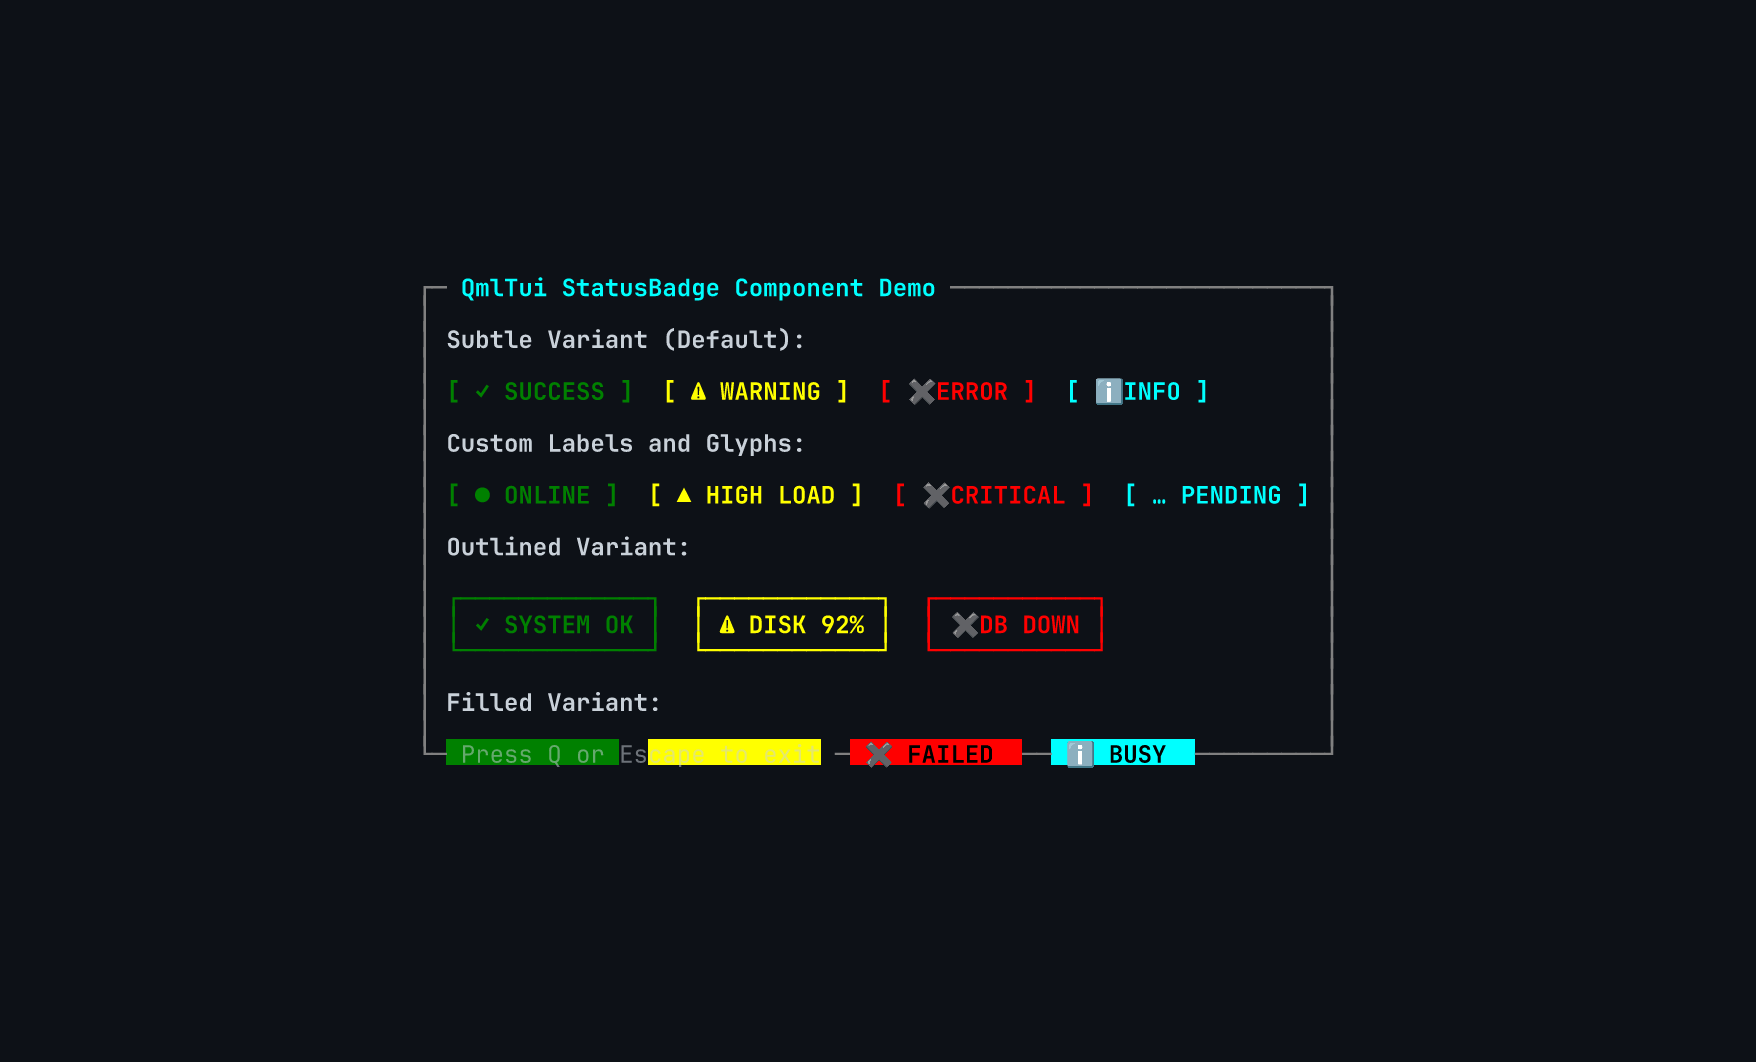 QmlTui StatusBadge Component Demo
Subtle Variant (Default):
[ ✓ SUCCESS ]  [ ⚠ WARNING ]  [ ✖ERROR ]  [ ℹINFO ]
Custom Labels and Glyphs:
[ ● ONLINE ]  [ ▲ HIGH LOAD ]  [ ✖CRITICAL ]  [ … PENDING ]
Outlined Variant:
✓ SYSTEM OK  ⚠ DISK 92%  ✖DB DOWN
Filled Variant:
Press Q or Escape to exit  ✖ FAILED  ℹ BUSY